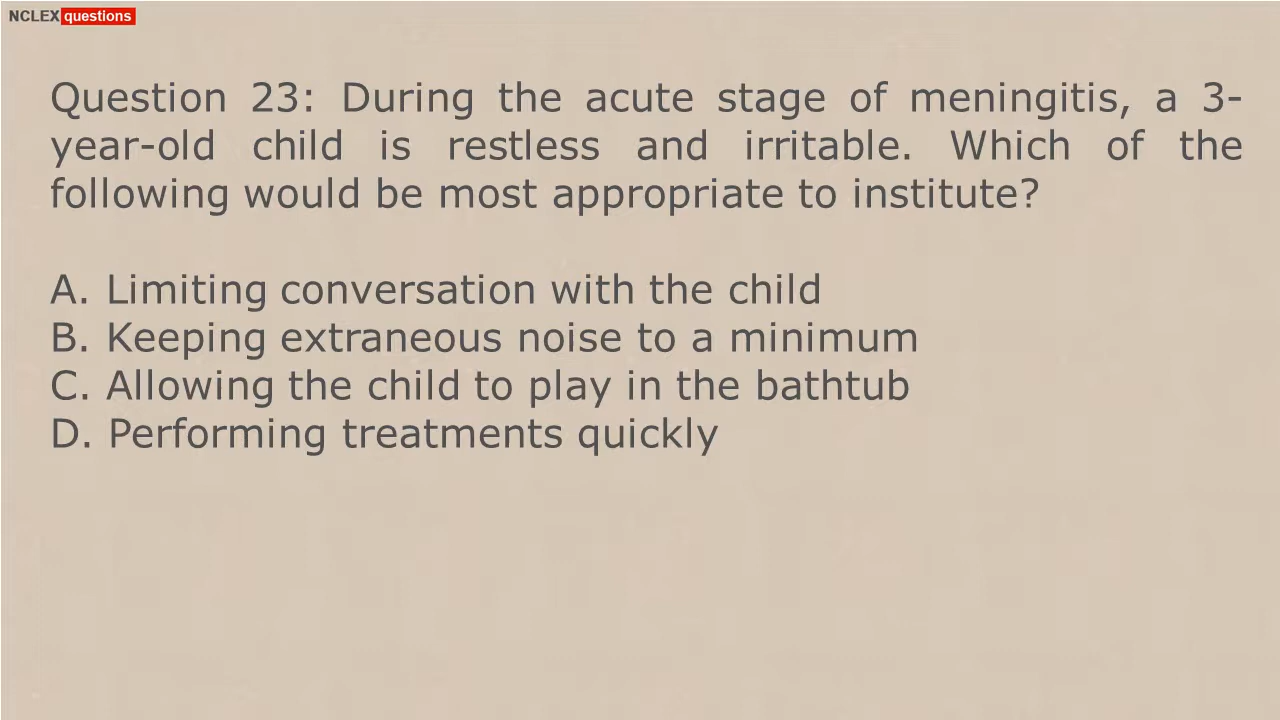 NCLEX questions
Question 23: During the acute stage of meningitis, a 3-
year-old child is restless and irritable. Which of the
following would be most appropriate to institute?
A. Limiting conversation with the child
B. Keeping extraneous noise to a minimum
C. Allowing the child to play in the bathtub
D. Performing treatments quickly